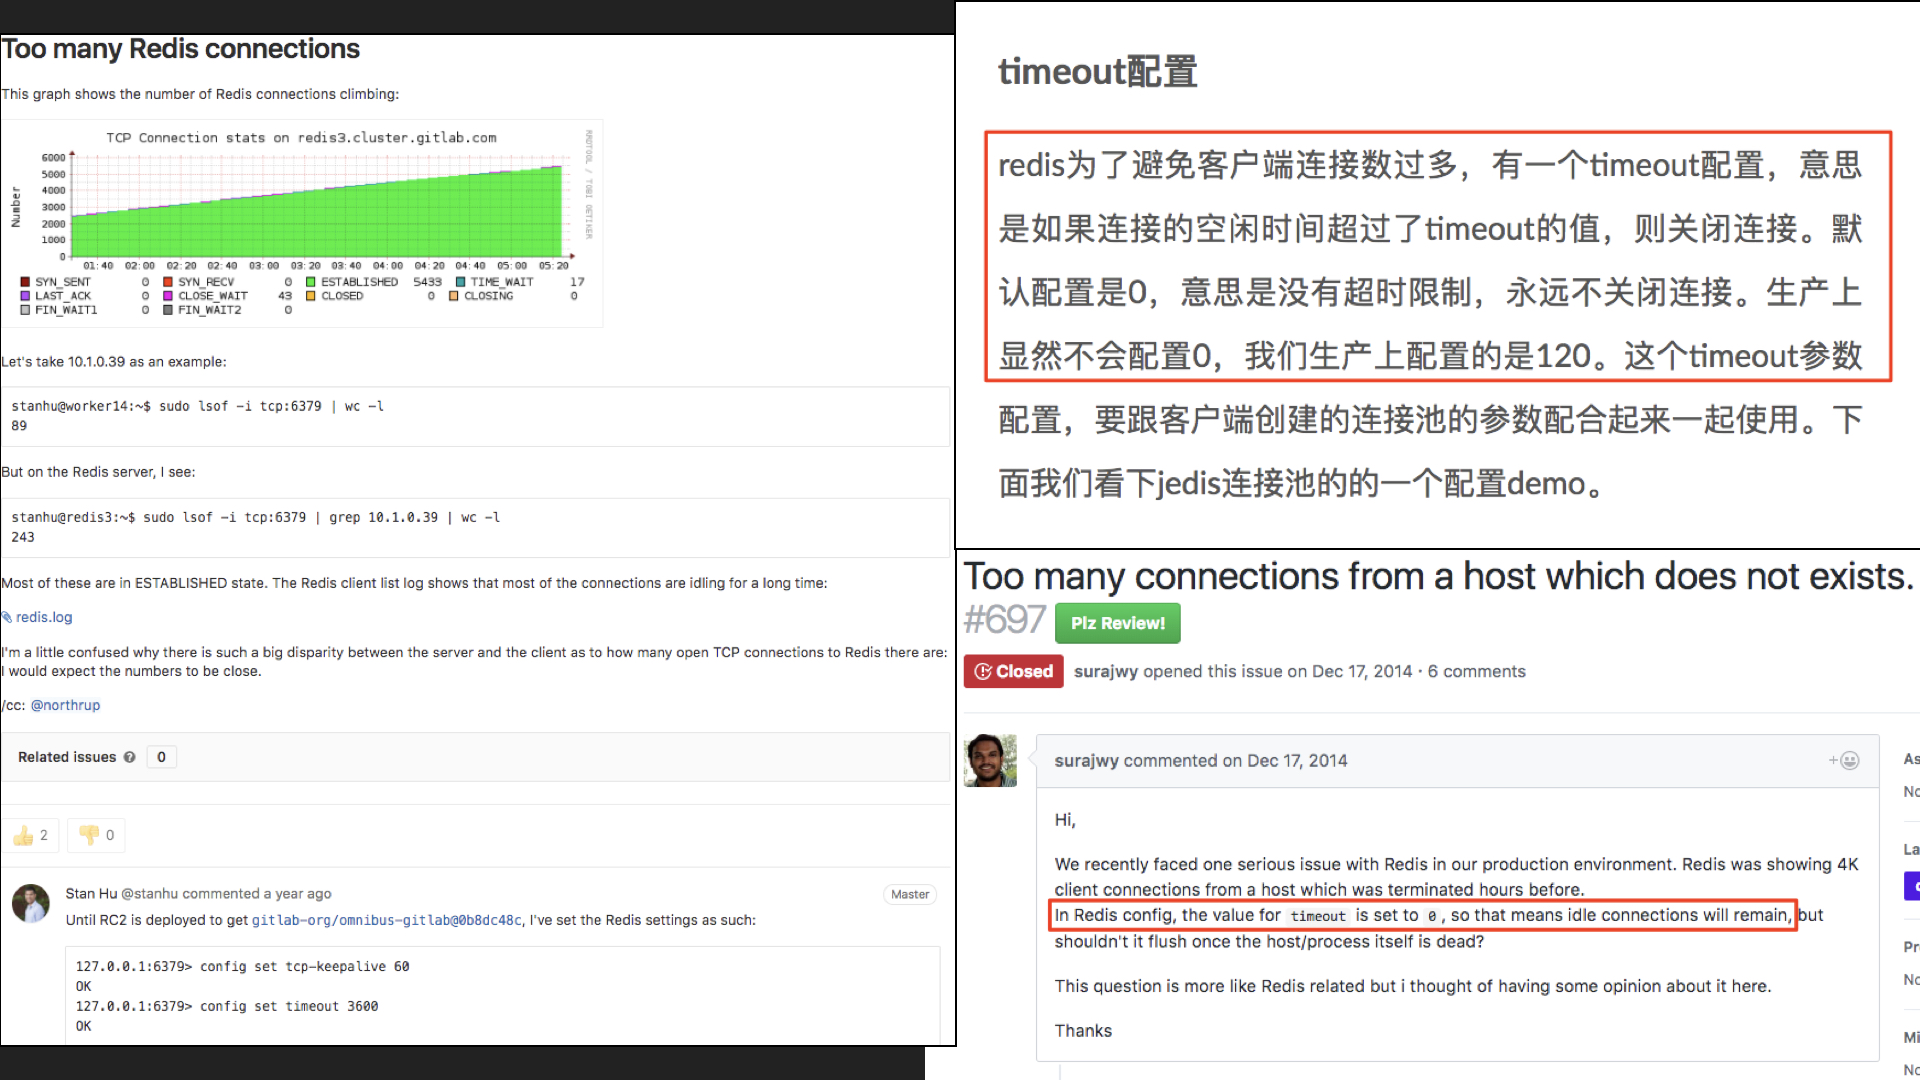 Too many Redis connections
This graph shows the number of Redis connections climbing:
TCP Connection stats on redis3.cluster.gitlab.com
RRDTOOL / TOBI OETIKER
Number
6000
5000
4000
3000
2000
1000
0
01:40 02:00 02:20 02:40 03:00 03:20 03:40 04:00 04:20 04:40 05:00 05:20
SYN_SENT 0 SYN_RECV 0 ESTABLISHED 5433 TIME_WAIT 17
LAST_ACK 0 CLOSE_WAIT 43 CLOSED 0 CLOSING 0
FIN_WAIT1 0 FIN_WAIT2 0
Let's take 10.1.0.39 as an example:
stanhu@worker14:~$ sudo lsof -i tcp:6379 | wc -l
89
But on the Redis server, I see:
stanhu@redis3:~$ sudo lsof -i tcp:6379 | grep 10.1.0.39 | wc -l
243
Most of these are in ESTABLISHED state. The Redis client list log shows that most of the connections are idling for a long time:
redis.log
I'm a little confused why there is such a big disparity between the server and the client as to how many open TCP connections to Redis there are:
I would expect the numbers to be close.
/cc: @northrup
Related issues ? 0
2 0
Stan Hu @stanhu commented a year ago Master
Until RC2 is deployed to get gitlab-org/omnibus-gitlab@0b8dc48c, I've set the Redis settings as such:
127.0.0.1:6379> config set tcp-keepalive 60
OK
127.0.0.1:6379> config set timeout 3600
OK
timeout配置
redis为了避免客户端连接数过多，有一个timeout配置，意思
是如果连接的空闲时间超过了timeout的值，则关闭连接。默
认配置是0，意思是没有超时限制，永远不关闭连接。生产上
显然不会配置0，我们生产上配置的是120。这个timeout参数
配置，要跟客户端创建的连接池的参数配合起来一起使用。下
面我们看下jedis连接池的的一个配置demo。
Too many connections from a host which does not exists.
#697 Plz Review!
Closed surajwy opened this issue on Dec 17, 2014 · 6 comments
surajwy commented on Dec 17, 2014
Hi,
We recently faced one serious issue with Redis in our production environment. Redis was showing 4K
client connections from a host which was terminated hours before.
In Redis config, the value for timeout is set to 0 , so that means idle connections will remain, but
shouldn't it flush once the host/process itself is dead?
This question is more like Redis related but i thought of having some opinion about it here.
Thanks
As
No
La
Pr
No
Mi
No